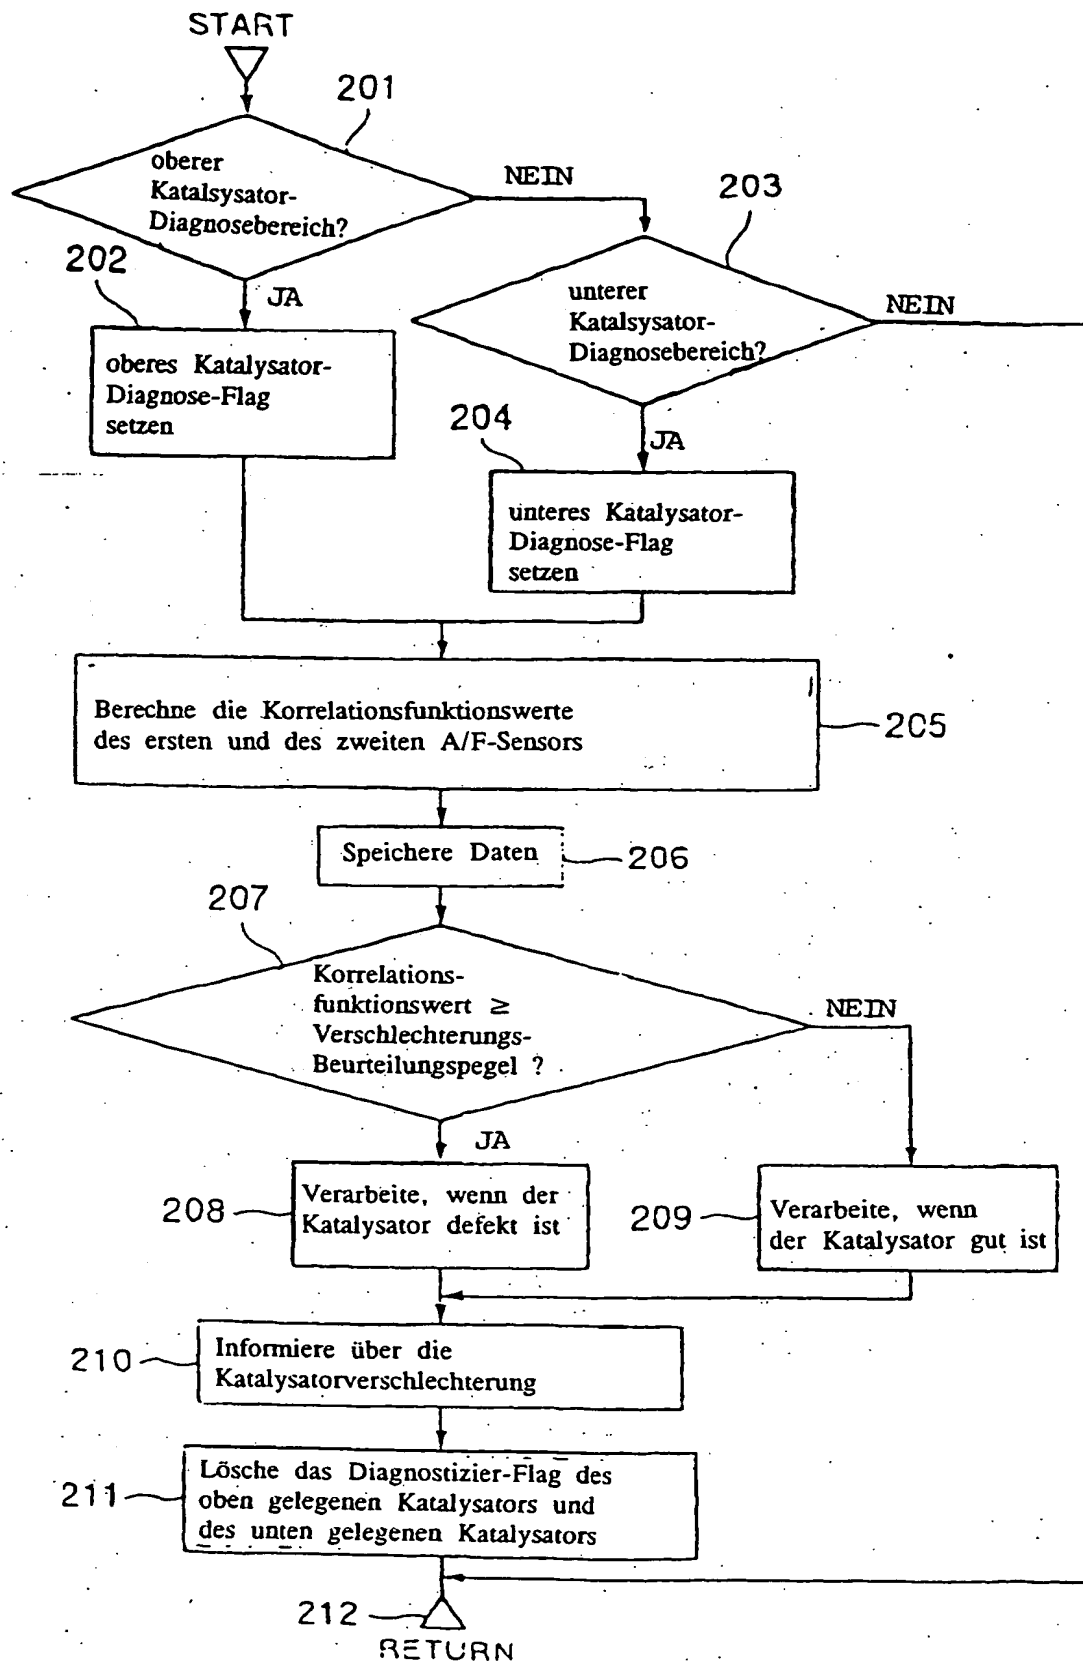 START
201
oberer
Katalsysator-
Diagnosebereich?
NEIN
203
202
JA
unterer
Katalsysator-
Diagnosebereich?
NEIN
oberes Katalysator-
Diagnose-Flag
setzen
204
JA
unteres Katalysator-
Diagnose-Flag
setzen
Berechne die Korrelationsfunktionswerte
des ersten und des zweiten A/F-Sensors
205
Speichere Daten
206
207
Korrelations-
funktionswert ≥
Verschlechterungs-
Beurteilungspegel ?
NEIN
JA
208
Verarbeite, wenn der
Katalysator defekt ist
209
Verarbeite, wenn
der Katalysator gut ist
210
Informiere über die
Katalysatorverschlechterung
211
Lösche das Diagnostizier-Flag des
oben gelegenen Katalysators und
des unten gelegenen Katalysators
212
RETURN